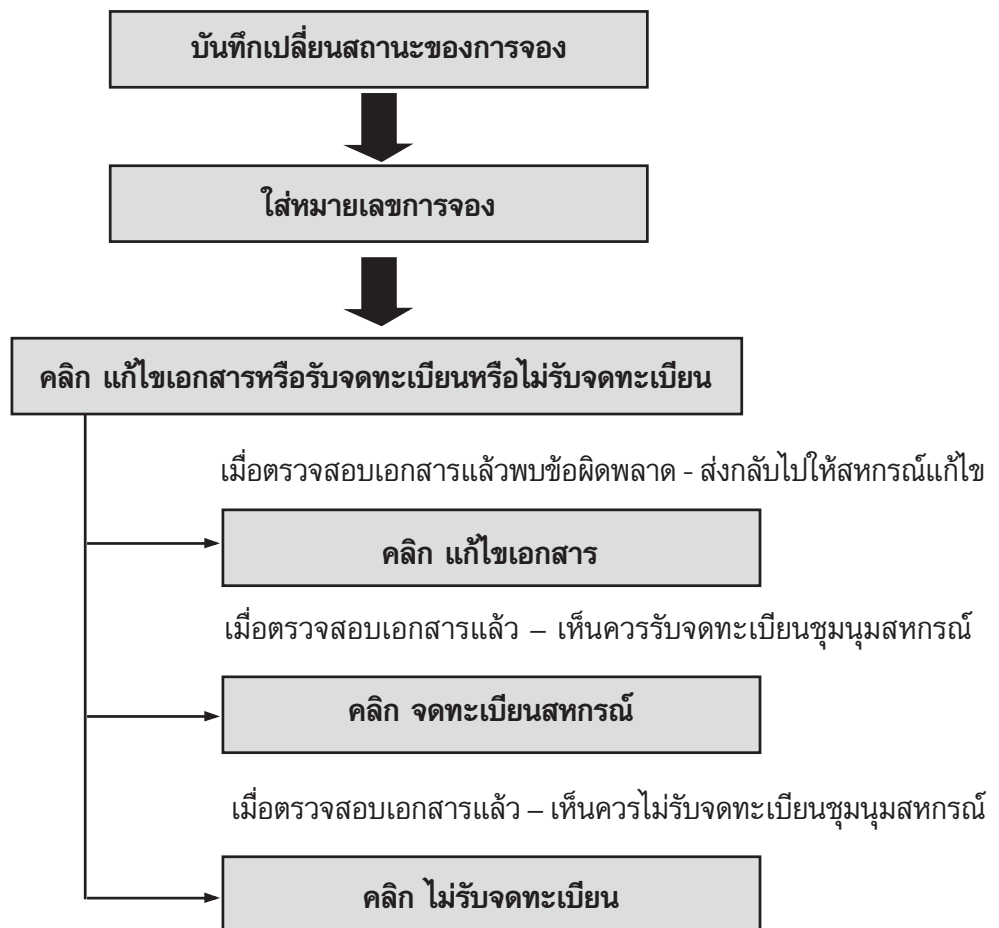 บันทึกเปลี่ยนสถานะของการจอง
ใส่หมายเลขการจอง
คลิก แก้ไขเอกสารหรือรับจดทะเบียนหรือไม่รับจดทะเบียน
เมื่อตรวจสอบเอกสารแล้วพบข้อผิดพลาด - ส่งกลับไปให้สหกรณ์แก้ไข
คลิก แก้ไขเอกสาร
เมื่อตรวจสอบเอกสารแล้ว – เห็นควรรับจดทะเบียนชุมนุมสหกรณ์
คลิก จดทะเบียนสหกรณ์
เมื่อตรวจสอบเอกสารแล้ว – เห็นควรไม่รับจดทะเบียนชุมนุมสหกรณ์
คลิก ไม่รับจดทะเบียน